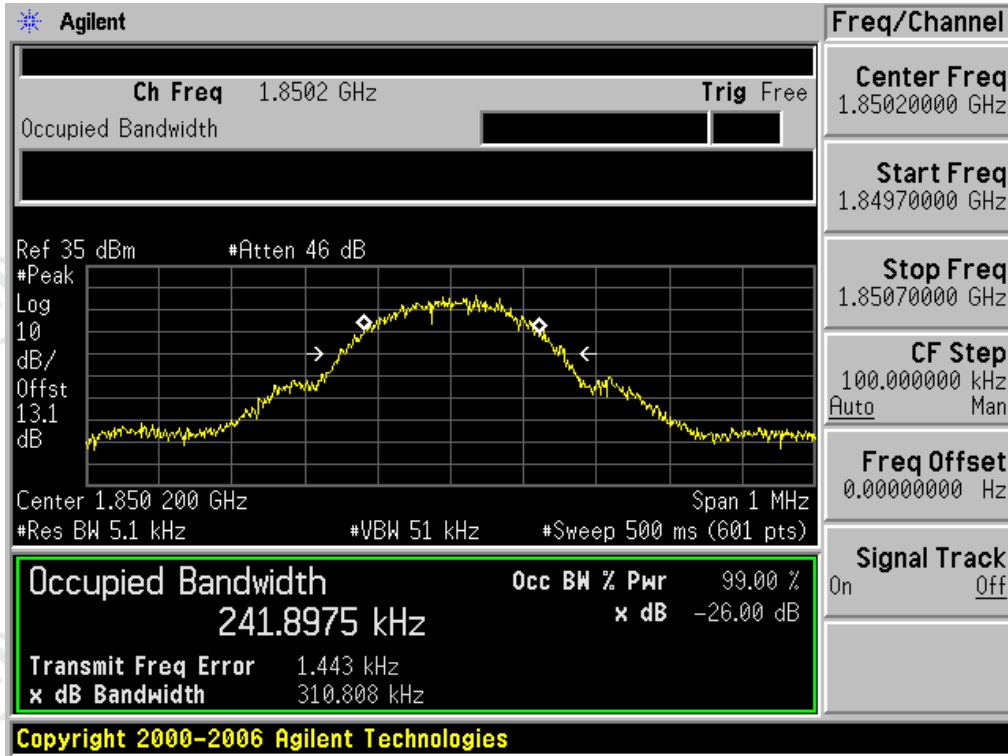 Agilent
Freq/Channel
Ch Freq 1.8502 GHz Trig Free
Occupied Bandwidth
Center Freq
1.85020000 GHz
Start Freq
1.84970000 GHz
Stop Freq
1.85070000 GHz
CF Step
100.000000 kHz
Auto Man
Freq Offset
0.00000000 Hz
Signal Track
On Off
Ref 35 dBm #Atten 46 dB
#Peak
Log
10
dB/
Offst
13.1
dB
Center 1.850 200 GHz Span 1 MHz
#Res BW 5.1 kHz #VBW 51 kHz #Sweep 500 ms (601 pts)
Occupied Bandwidth Occ BW % Pwr 99.00 %
241.8975 kHz x dB -26.00 dB
Transmit Freq Error 1.443 kHz
x dB Bandwidth 310.808 kHz
Copyright 2000-2006 Agilent Technologies